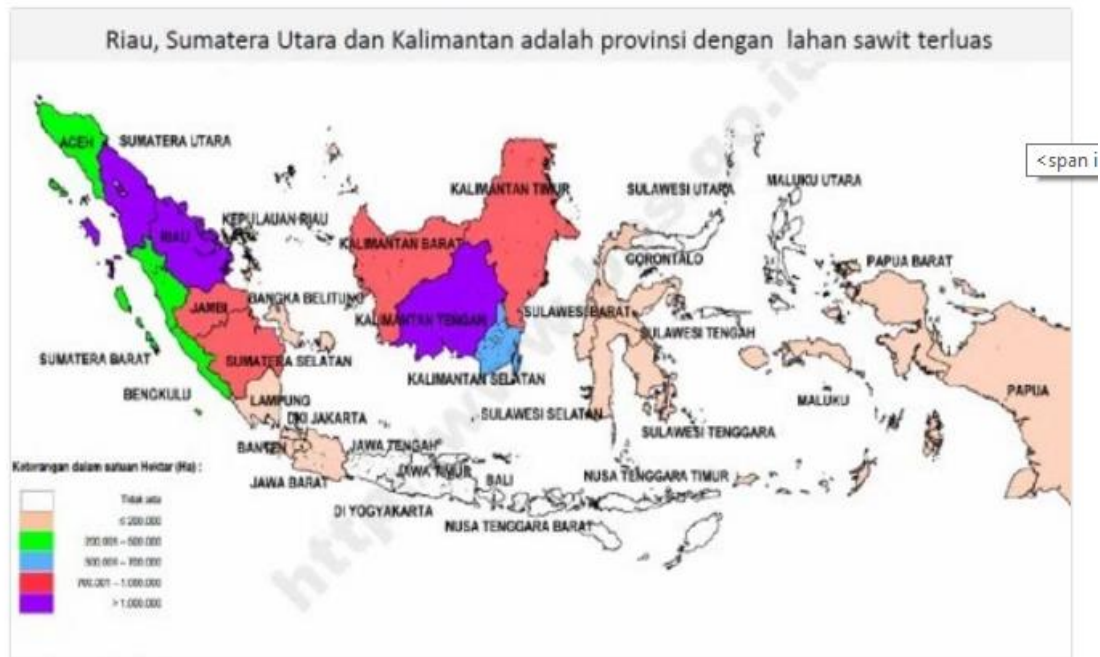 Riau, Sumatera Utara dan Kalimantan adalah provinsi dengan lahan sawit terluas
<span i
ACEH
SUMATERA UTARA
RIAU
KEPULAUAN RIAU
KALIMANTAN TIMUR
SULAWESI UTARA
MALUKU UTARA
KALIMANTAN BARAT
GORONTALO
PAPUA BARAT
JAMBI
BANGKA BELITUNG
KALIMANTAN TENGAH
SULAWESI BARAT
SULAWESI TENGAH
SUMATERA BARAT
SUMATERA SELATAN
KALIMANTAN SELATAN
BENGKULU
LAMPUNG
DKI JAKARTA
SULAWESI SELATAN
MALUKU
PAPUA
SULAWESI TENGGARA
BANTEN
JAWA TENGAH
JAWA TIMUR
BALI
NUSA TENGGARA TIMUR
JAWA BARAT
DI YOGYAKARTA
NUSA TENGGARA BARAT
Keterangan dalam satuan Hektar (Ha) :
Tidak ada
≤ 200.000
200.001 – 500.000
500.001 – 700.000
700.001 – 1.000.000
> 1.000.000